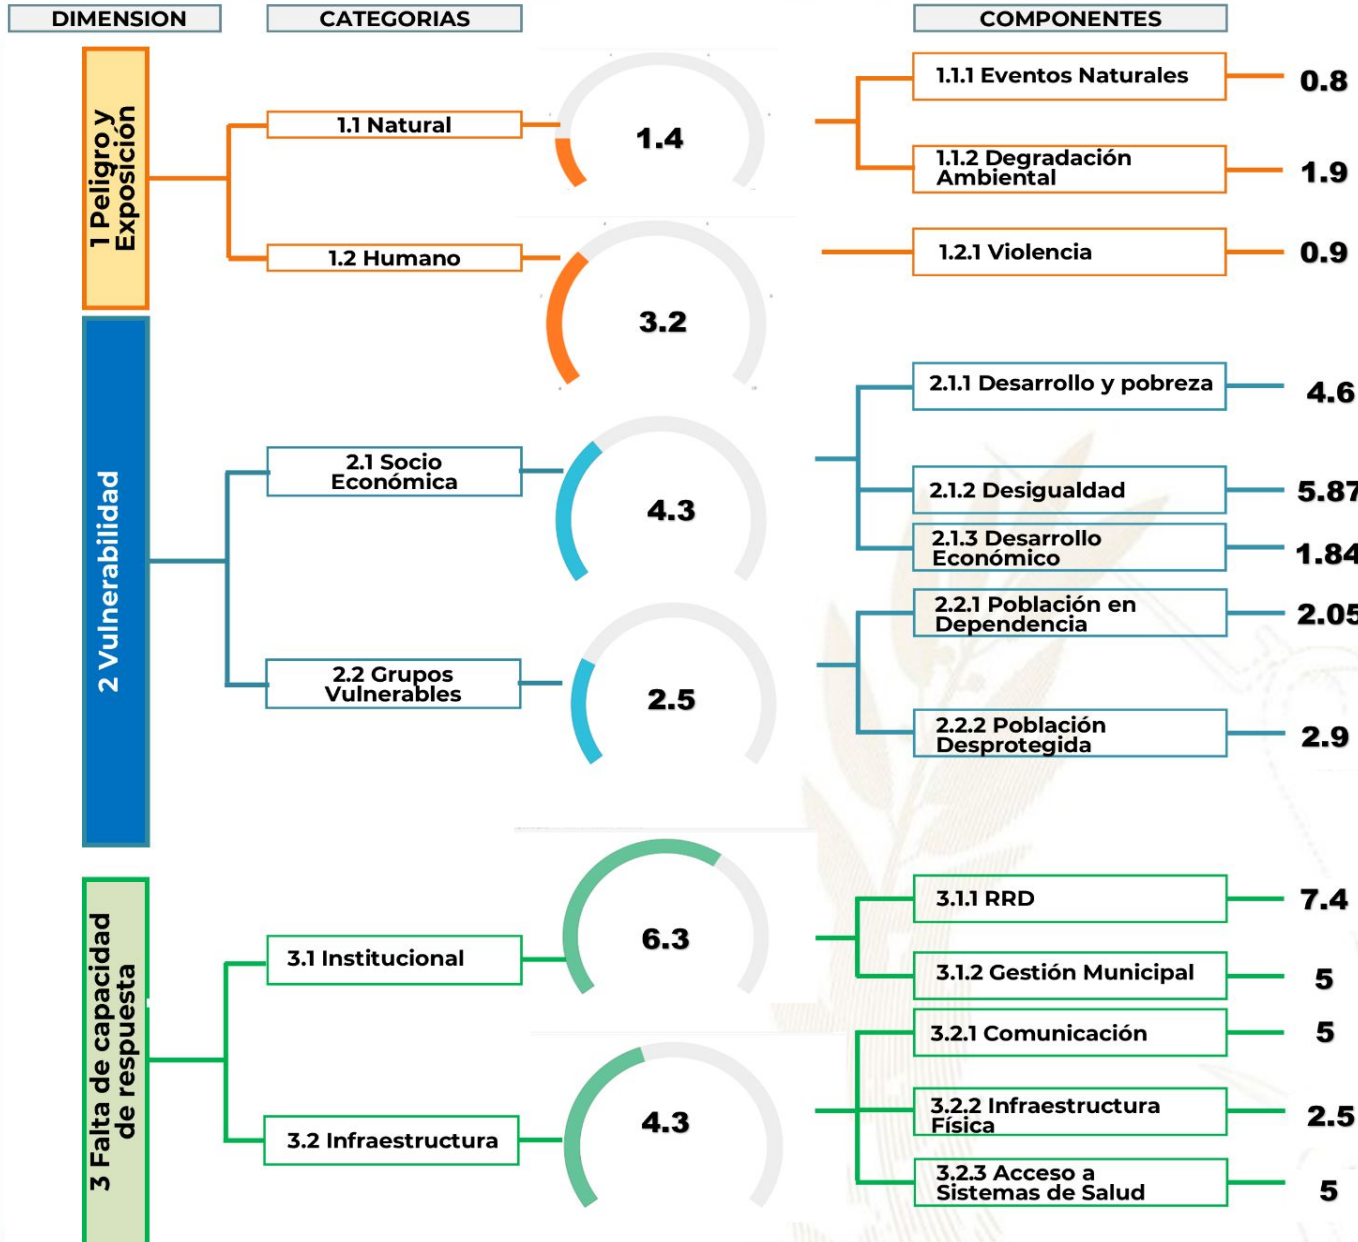 DIMENSION
CATEGORIAS
COMPONENTES
1 Peligro y
Exposición
1.1 Natural
1.4
1.1.1 Eventos Naturales
0.8
1.1.2 Degradación
Ambiental
1.9
1.2 Humano
3.2
1.2.1 Violencia
0.9
2 Vulnerabilidad
2.1 Socio
Económica
4.3
2.1.1 Desarrollo y pobreza
4.6
2.1.2 Desigualdad
5.87
2.1.3 Desarrollo
Económico
1.84
2.2 Grupos
Vulnerables
2.5
2.2.1 Población en
Dependencia
2.05
2.2.2 Población
Desprotegida
2.9
3 Falta de capacidad
de respuesta
3.1 Institucional
6.3
3.1.1 RRD
7.4
3.1.2 Gestión Municipal
5
3.2 Infraestructura
4.3
3.2.1 Comunicación
5
3.2.2 Infraestructura
Física
2.5
3.2.3 Acceso a
Sistemas de Salud
5